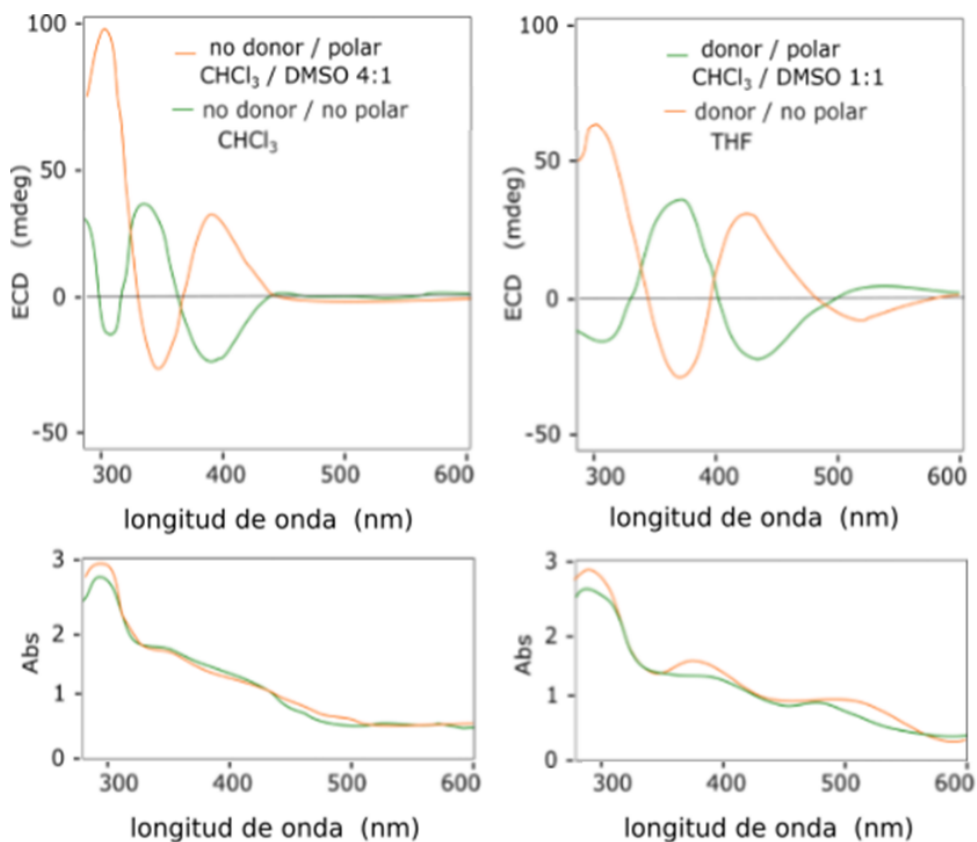 100
50
0
-50
ECD (mdeg)
no donor / polar
CHCl₃ / DMSO 4:1
no donor / no polar
CHCl₃
300 400 500 600
longitud de onda (nm)
100
50
0
-50
ECD (mdeg)
donor / polar
CHCl₃ / DMSO 1:1
donor / no polar
THF
300 400 500 600
longitud de onda (nm)
3
2
1
0
Abs
300 400 500 600
longitud de onda (nm)
3
2
1
0
Abs
300 400 500 600
longitud de onda (nm)